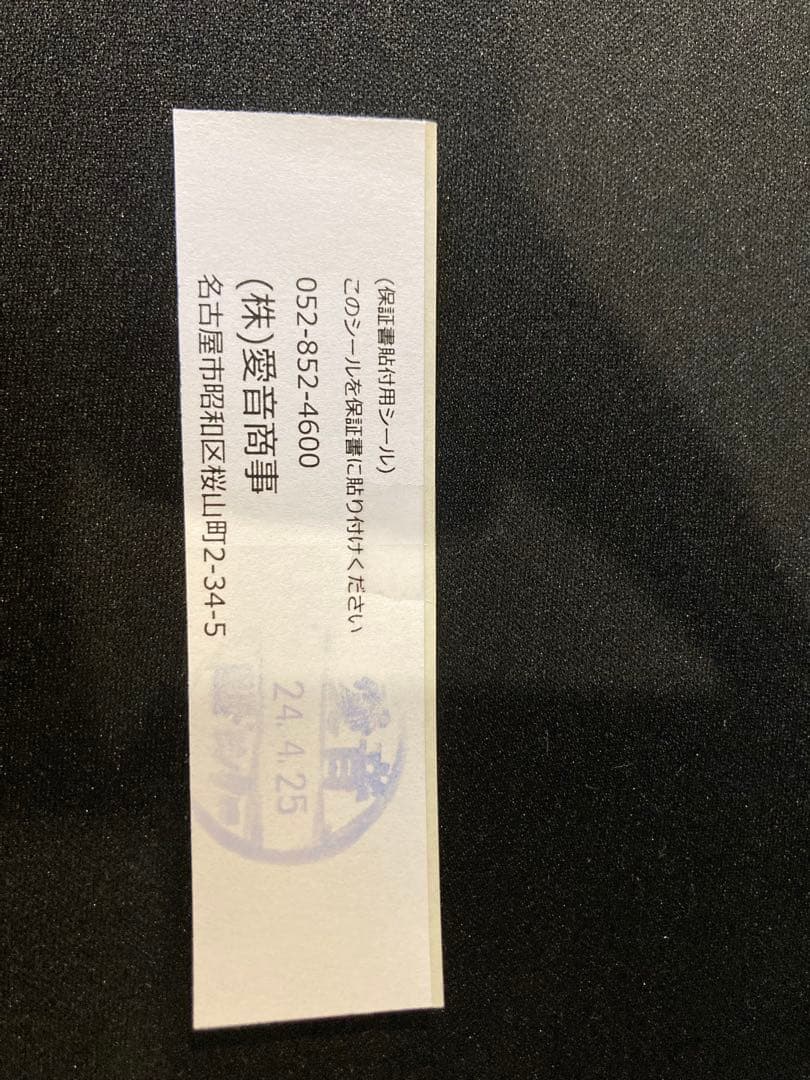 (保証書貼付用シール)
このシールを保証書に貼り付けください
052-852-4600
(株)愛音商事
名古屋市昭和区桜山町2-34-5
愛音
24.4.25